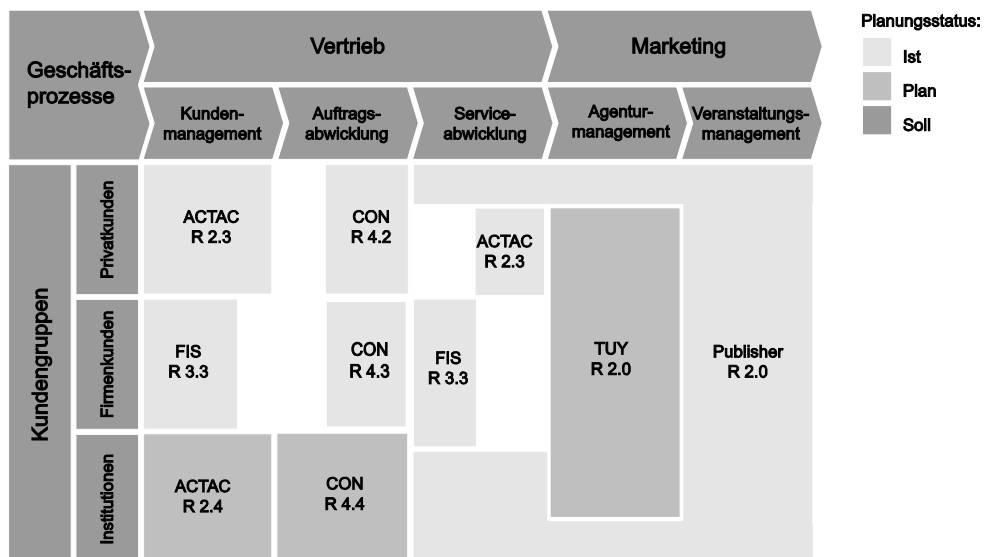 Planungsstatus:
Ist
Plan
Soll
Geschäfts-
prozesse
Vertrieb
Marketing
Kunden-
management
Auftrags-
abwicklung
Service-
abwicklung
Agentur-
management
Veranstaltungs-
management
Kundengruppen
Privatkunden
ACTAC
R 2.3
CON
R 4.2
ACTAC
R 2.3
Firmenkunden
FIS
R 3.3
CON
R 4.3
FIS
R 3.3
TUY
R 2.0
Publisher
R 2.0
Institutionen
ACTAC
R 2.4
CON
R 4.4